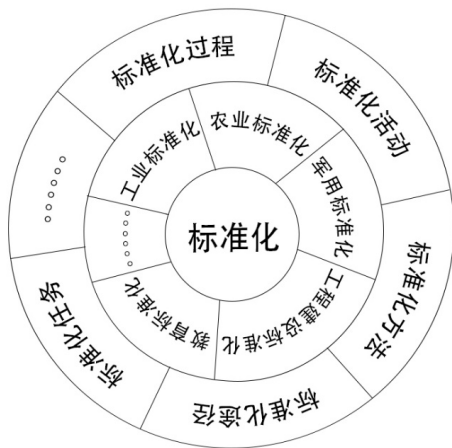 标准化过程
标准化活动
标准化方法
标准化途径
标准化任务
。。。。。。
工业标准化
农业标准化
军用标准化
工程建设标准化
教育标准化
。。。。。。
标准化